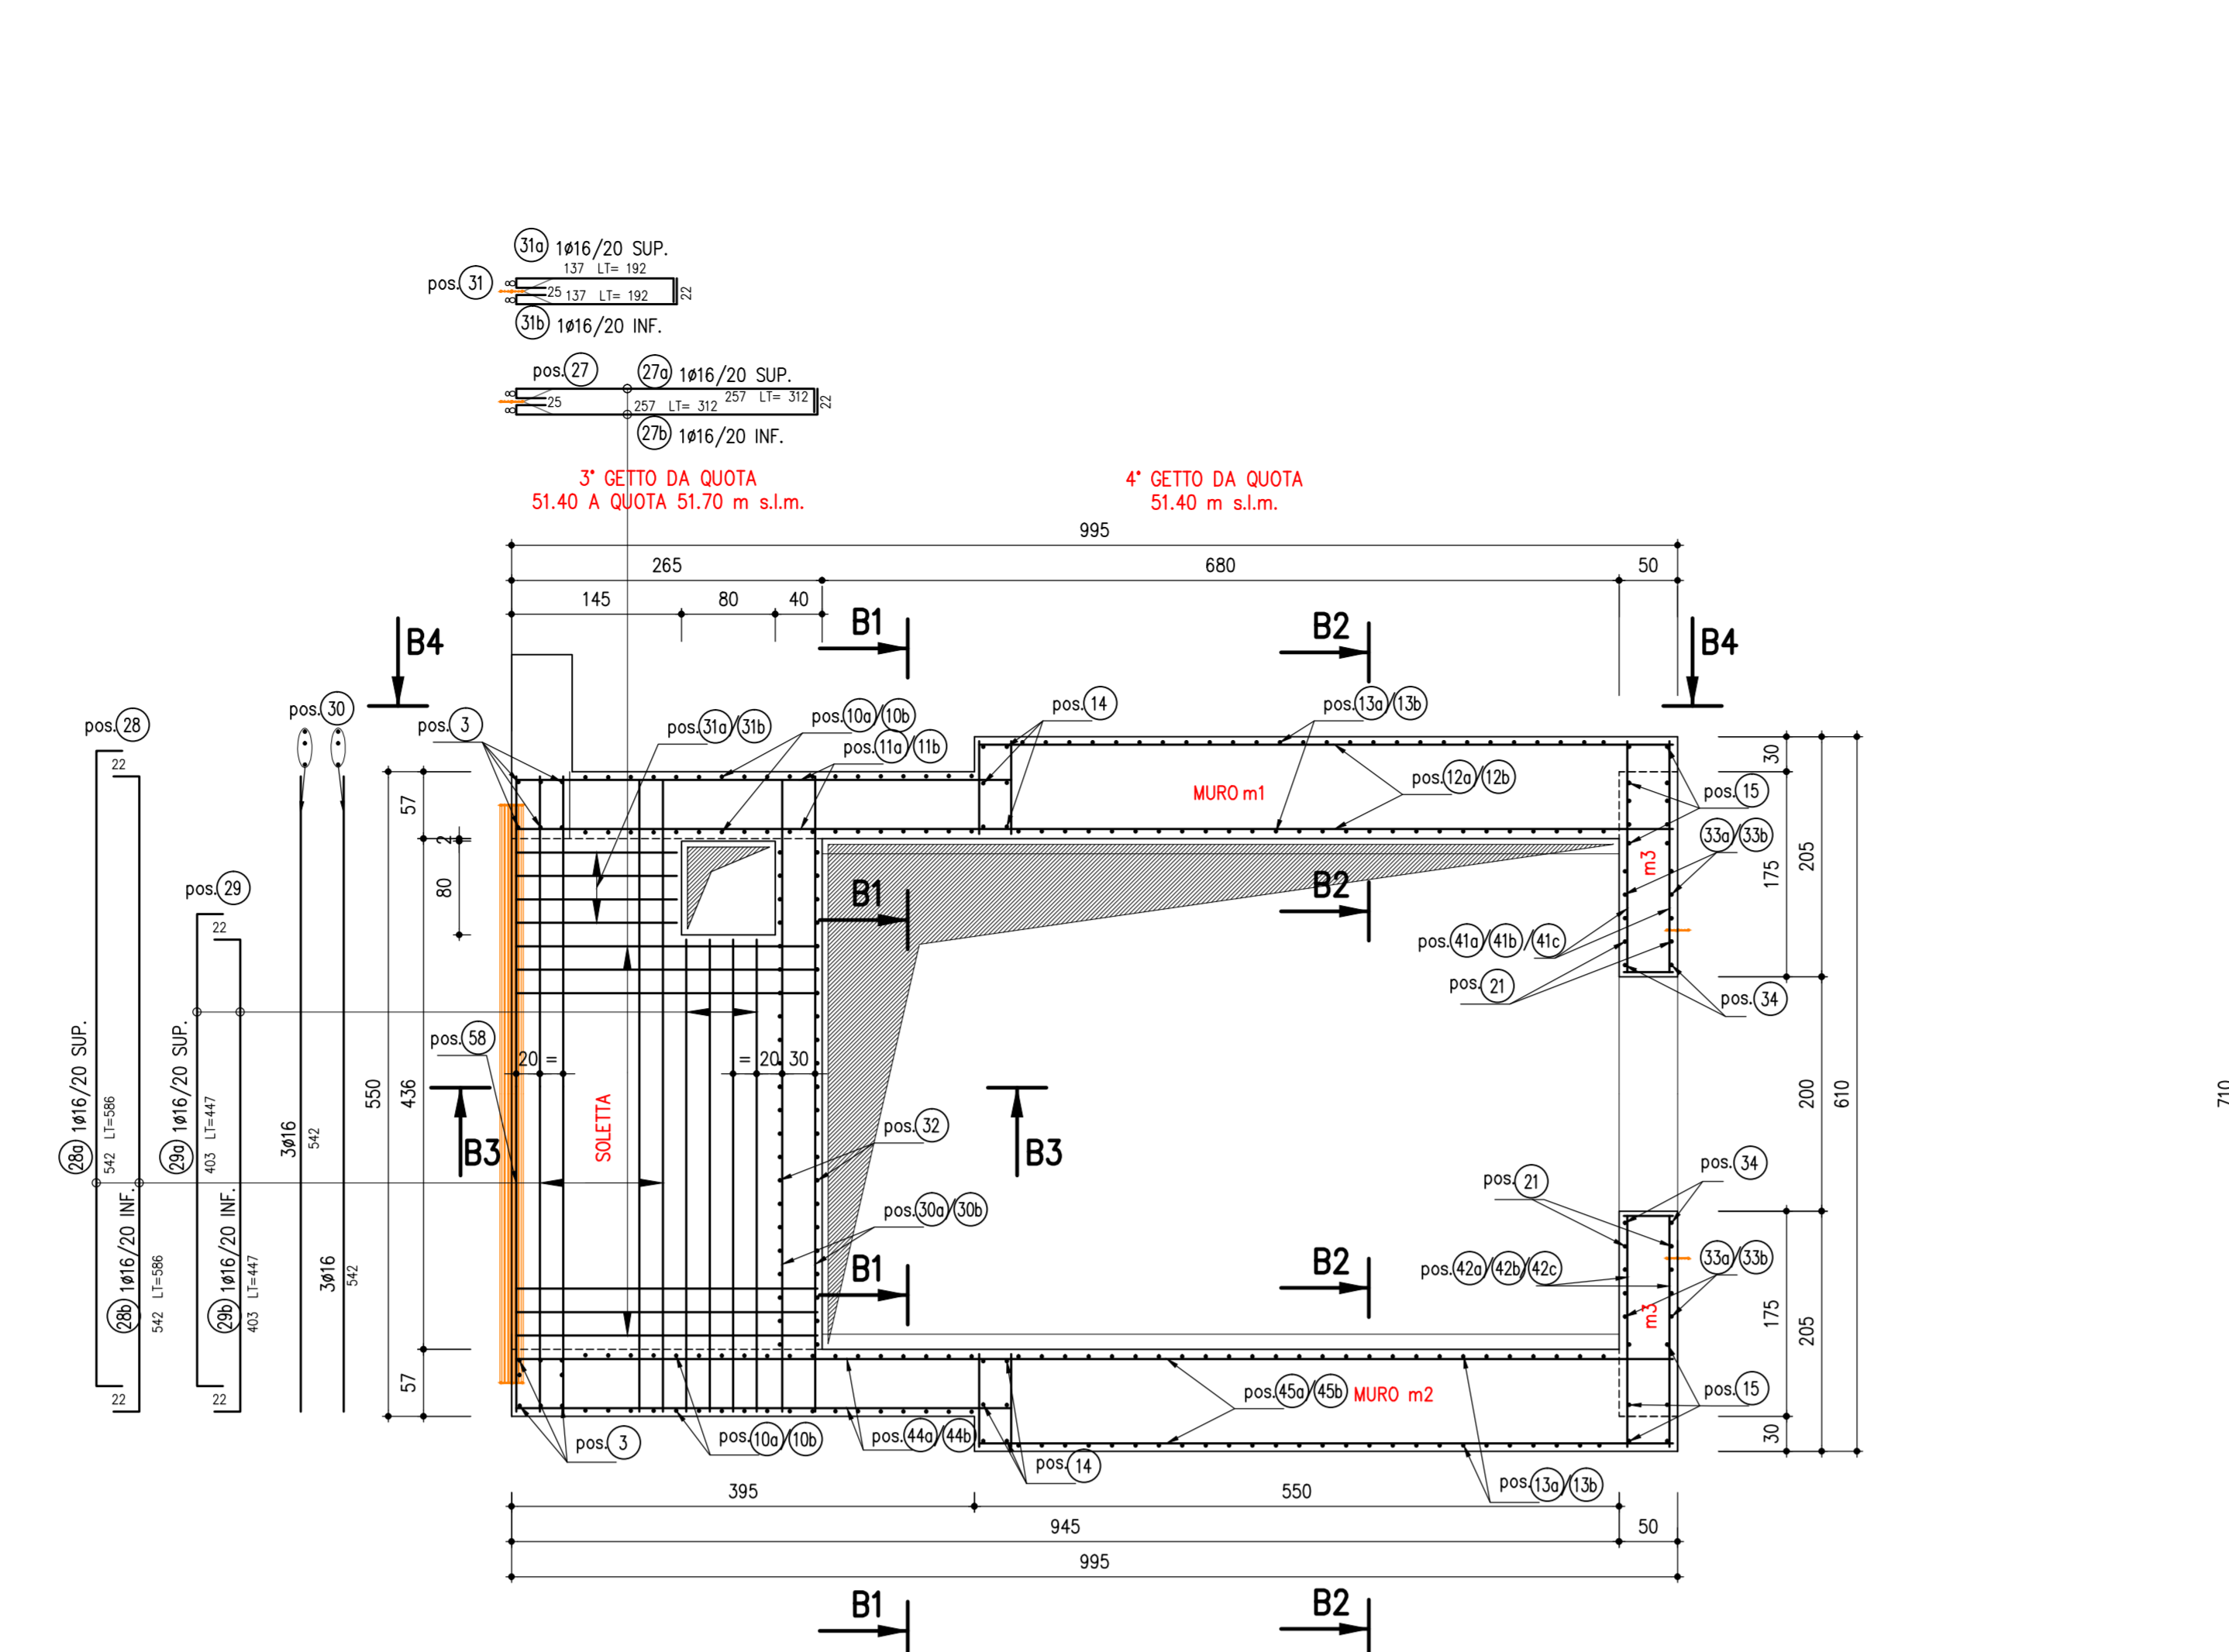 31a 1ø16/20 SUP.
137 LT= 192
pos. 31
8
25
8
137 LT= 192
22
31b 1ø16/20 INF.
pos. 27
27a 1ø16/20 SUP.
8
25
8
257 LT= 312
257 LT= 312
22
27b 1ø16/20 INF.
3° GETTO DA QUOTA
51.40 A QUOTA 51.70 m s.l.m.
4° GETTO DA QUOTA
51.40 m s.l.m.
995
265
680
50
145
80
40
B1
B2
B4
B4
pos. 28
pos. 30
pos. 3
pos. 31a/31b
pos. 10a/10b
pos. 11a/11b
pos. 14
pos. 13a/13b
22
57
30
MURO m1
pos. 12a/12b
pos. 15
33a/33b
2
80
m3
175
205
pos. 29
22
B1
B2
pos. 41a/41b/41c
pos. 21
pos. 34
pos. 58
20 =
= 20 30
28a 1ø16/20 SUP.
542 LT=586
29a 1ø16/20 SUP.
403 LT=447
3ø16
542
550
436
SOLETTA
B3
B3
200
610
710
pos. 32
pos. 30a/30b
28b 1ø16/20 INF.
542 LT=586
29b 1ø16/20 INF.
403 LT=447
3ø16
542
B1
B2
pos. 21
pos. 34
pos. 42a/42b/42c
33a/33b
m3
175
205
22
22
57
pos. 45a/45b
MURO m2
pos. 15
30
pos. 3
pos. 10a/10b
pos. 44a/44b
pos. 14
pos. 13a/13b
395
550
945
50
995
B1
B2